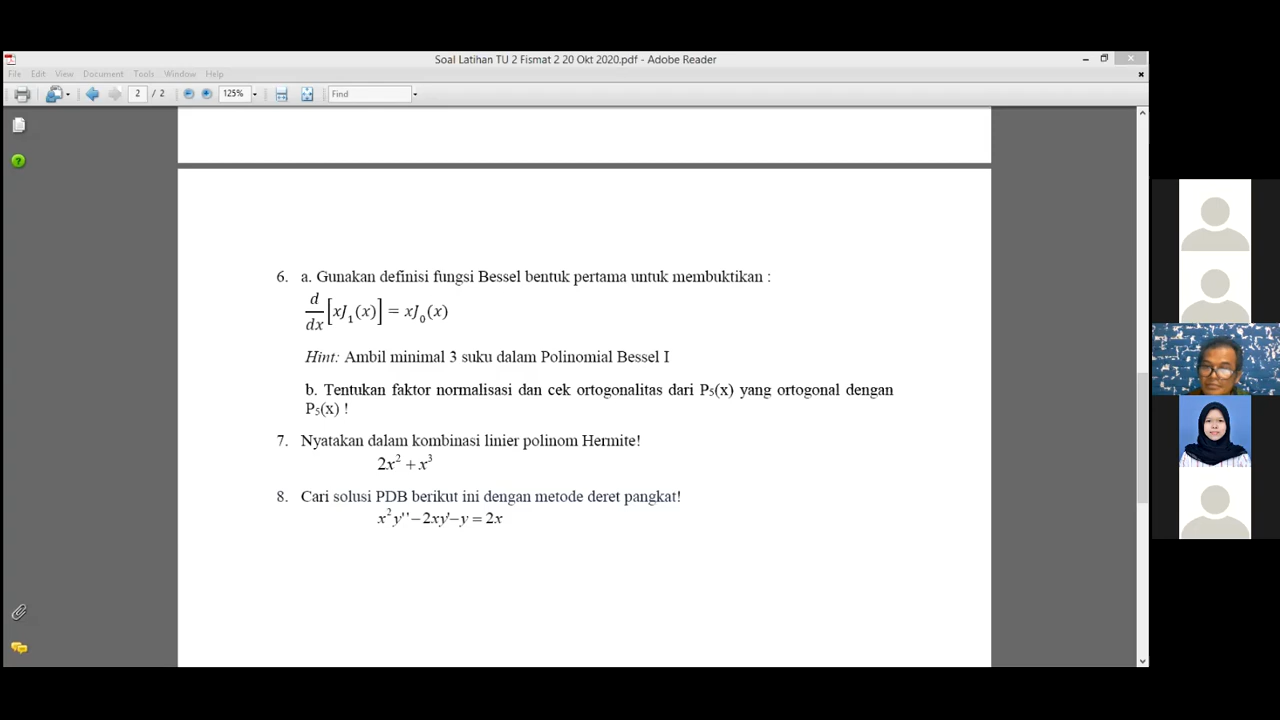 Soal Latihan TU 2 Fismat 2 20 Okt 2020.pdf - Adobe Reader
File Edit View Document Tools Window Help
2 / 2 125% Find
6. a. Gunakan definisi fungsi Bessel bentuk pertama untuk membuktikan :
d/dx [xJ₁(x)] = xJ₀(x)
Hint: Ambil minimal 3 suku dalam Polinomial Bessel I
b. Tentukan faktor normalisasi dan cek ortogonalitas dari P₅(x) yang ortogonal dengan
P₅(x) !
7. Nyatakan dalam kombinasi linier polinom Hermite!
2x² + x³
8. Cari solusi PDB berikut ini dengan metode deret pangkat!
x²y'' − 2xy' − y = 2x